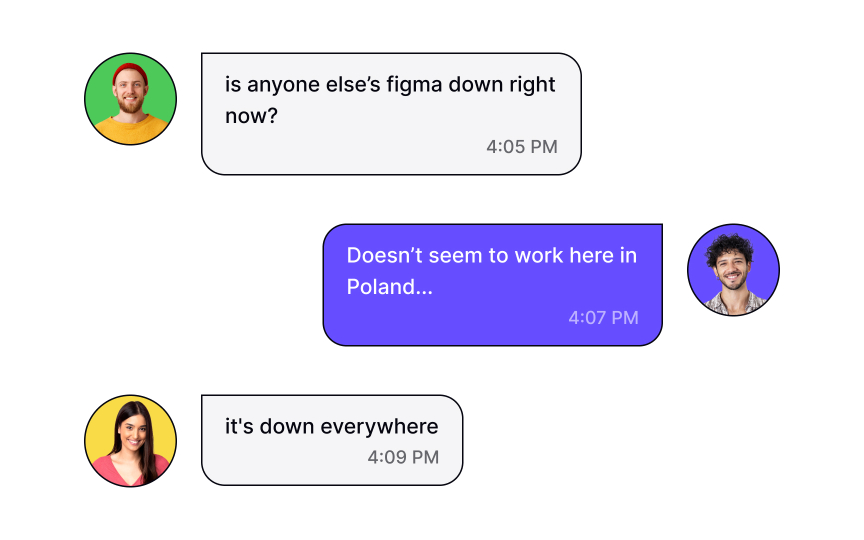 is anyone else’s figma down right
now?
4:05 PM
Doesn’t seem to work here in
Poland...
4:07 PM
it's down everywhere
4:09 PM